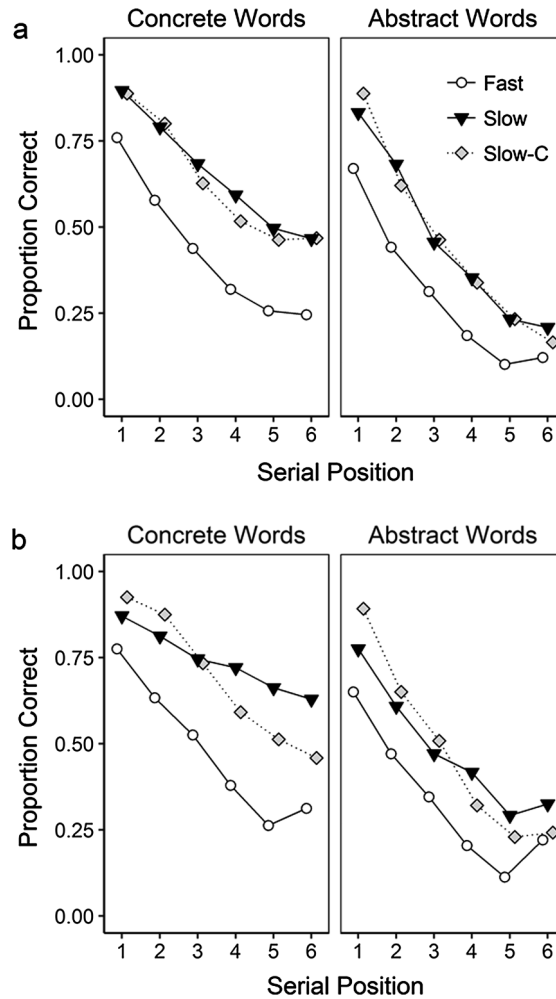 a
Concrete Words
Abstract Words
1.00
0.75
0.50
0.25
0.00
Proportion Correct
Fast
Slow
Slow-C
1 2 3 4 5 6
1 2 3 4 5 6
Serial Position
b
Concrete Words
Abstract Words
1.00
0.75
0.50
0.25
0.00
Proportion Correct
1 2 3 4 5 6
1 2 3 4 5 6
Serial Position